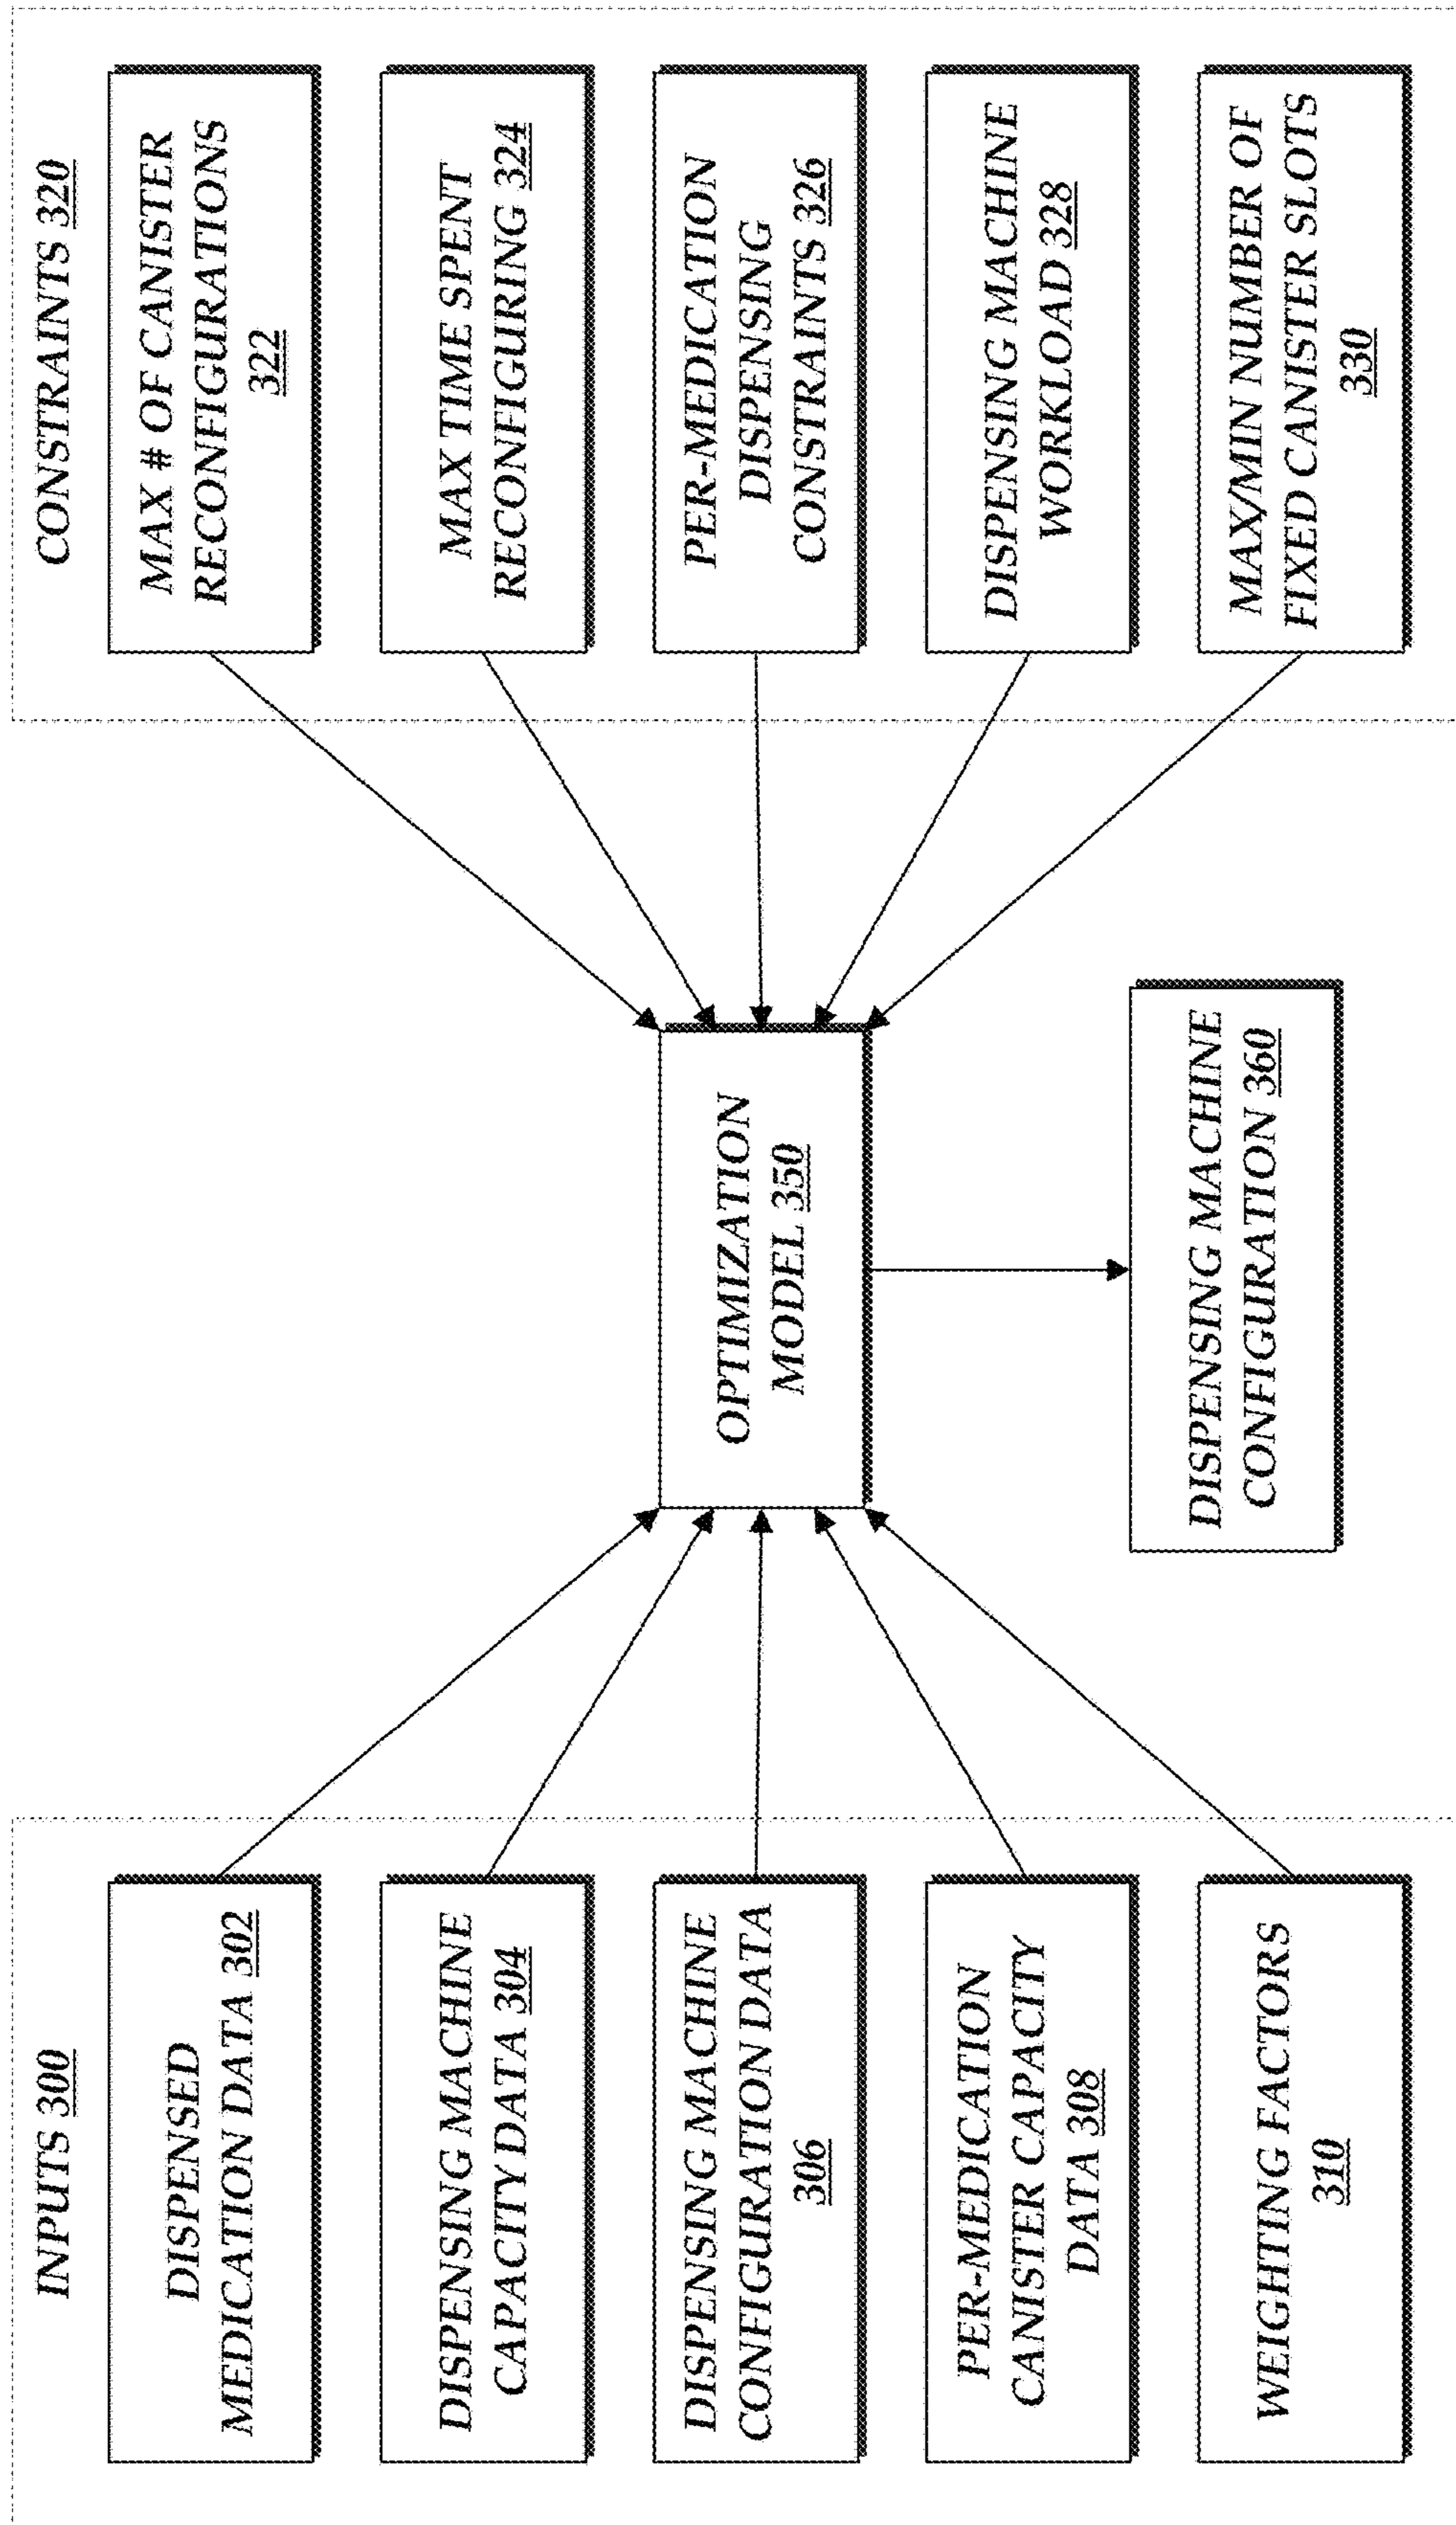 INPUTS 300
DISPENSED
MEDICATION DATA 302
DISPENSING MACHINE
CAPACITY DATA 304
DISPENSING MACHINE
CONFIGURATION DATA
306
PER-MEDICATION
CANISTER CAPACITY
DATA 308
WEIGHTING FACTORS
310
OPTIMIZATION
MODEL 350
DISPENSING MACHINE
CONFIGURATION 360
CONSTRAINTS 320
MAX # OF CANISTER
RECONFIGURATIONS
322
MAX TIME SPENT
RECONFIGURING 324
PER-MEDICATION
DISPENSING
CONSTRAINTS 326
DISPENSING MACHINE
WORKLOAD 328
MAX/MIN NUMBER OF
FIXED CANISTER SLOTS
330